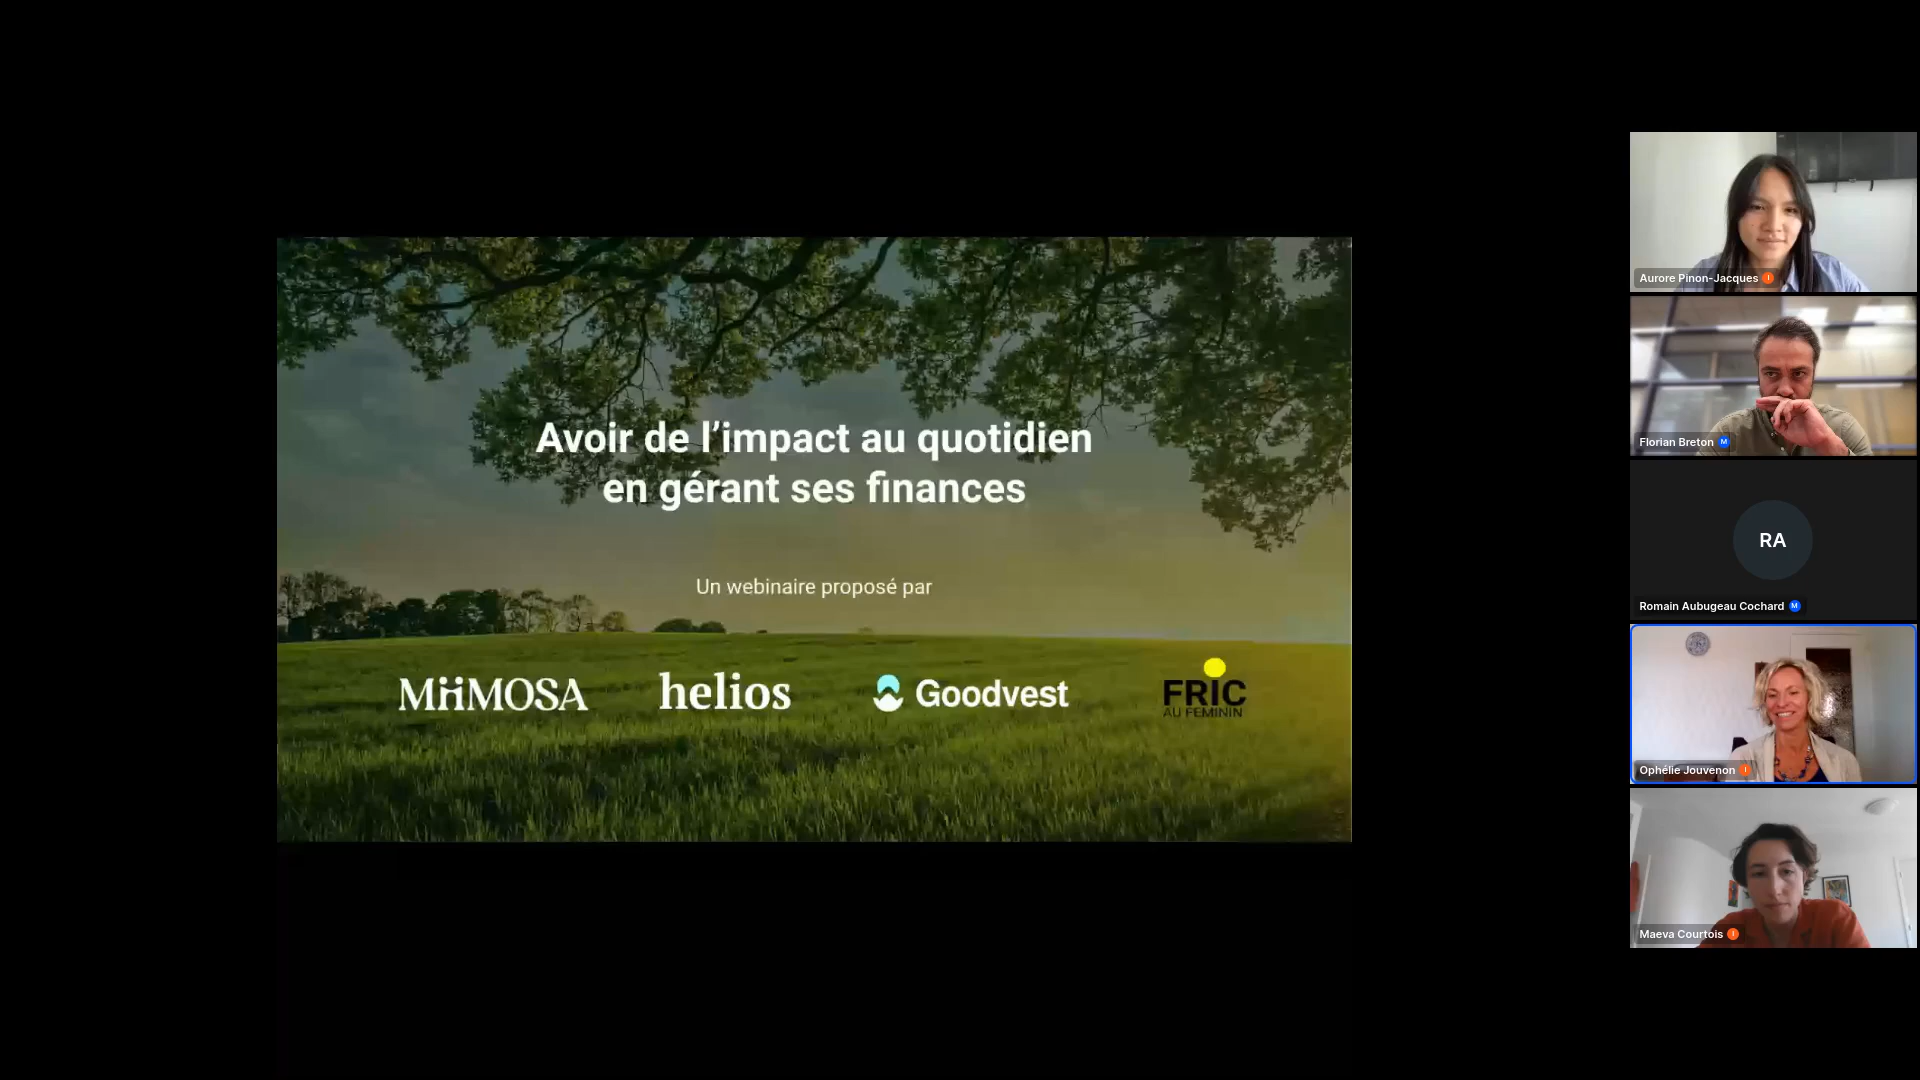 Avoir de l’impact au quotidien
en gérant ses finances
Un webinaire proposé par
MiiMOSA
helios
Goodvest
FRIC
AU FEMININ
Aurore Pinon-Jacques I
Florian Breton M
RA
Romain Aubugeau Cochard M
Ophélie Jouvenon I
Maeva Courtois I